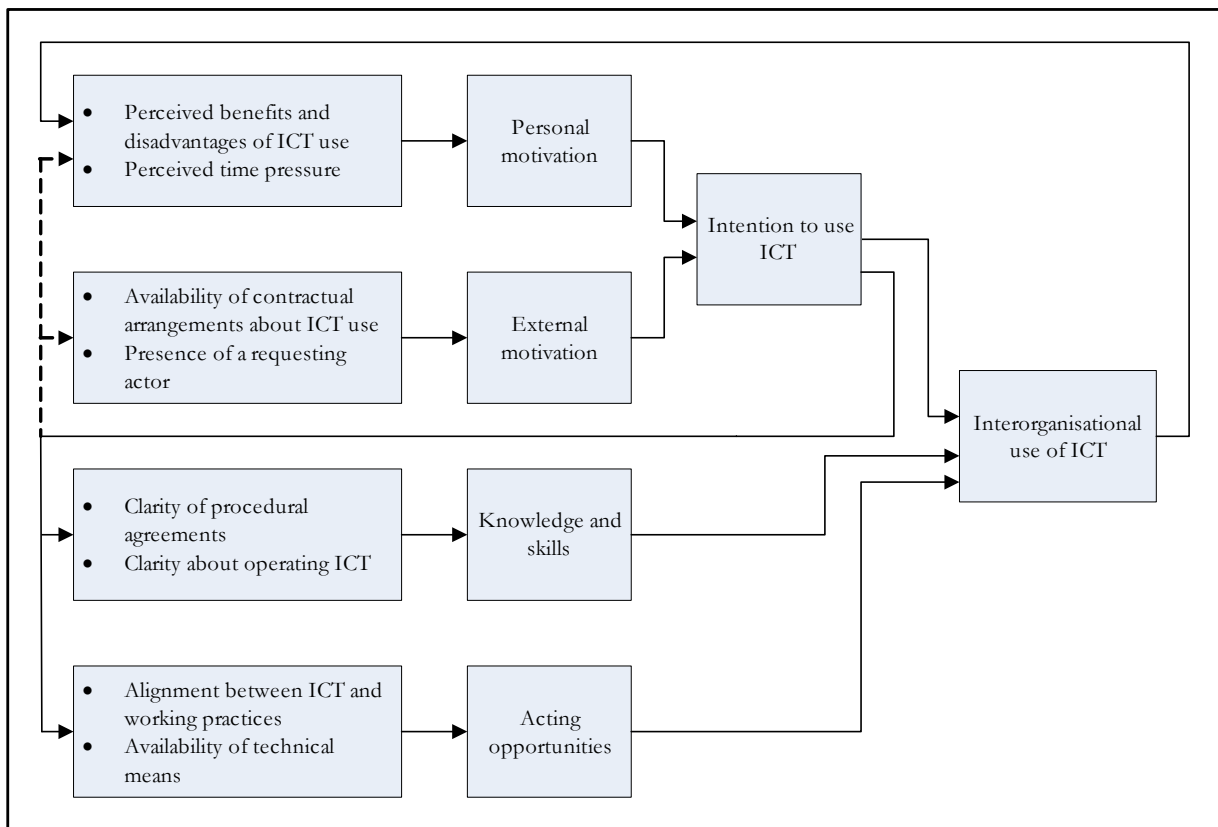 • Perceived benefits and
disadvantages of ICT use
• Perceived time pressure
Personal
motivation
Intention to use
ICT
• Availability of contractual
arrangements about ICT use
• Presence of a requesting
actor
External
motivation
Interorganisational
use of ICT
• Clarity of procedural
agreements
• Clarity about operating ICT
Knowledge and
skills
• Alignment between ICT and
working practices
• Availability of technical
means
Acting
opportunities